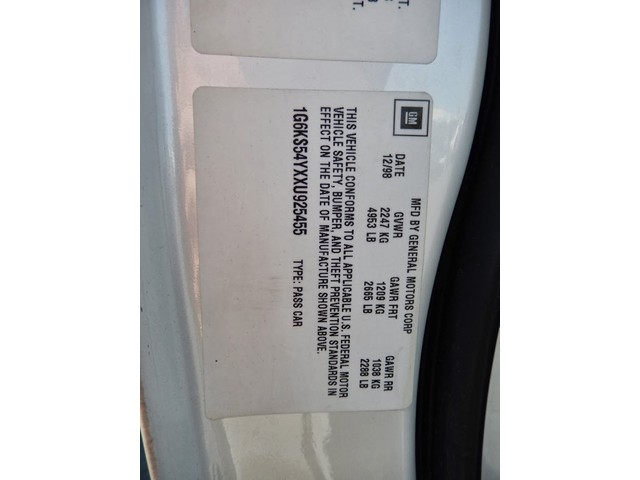 T.
T.
GM
MFD BY GENERAL MOTORS CORP
DATE GVWR GAWR FRT GAWR RR
12/98 2247 KG 1209 KG 1038 KG
4953 LB 2665 LB 2288 LB
THIS VEHICLE CONFORMS TO ALL APPLICABLE U.S. FEDERAL MOTOR
VEHICLE SAFETY, BUMPER, AND THEFT PREVENTION STANDARDS IN
EFFECT ON THE DATE OF MANUFACTURE SHOWN ABOVE.
1G6KS54YXXU925455 TYPE: PASS CAR